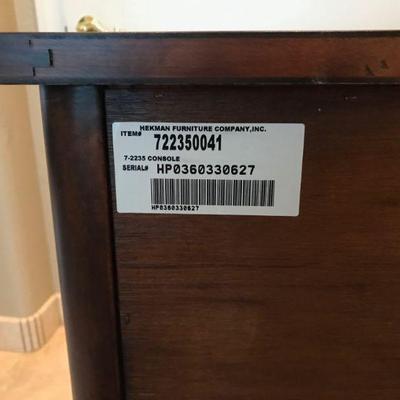 HEKMAN FURNITURE COMPANY,INC.
ITEM# 722350041
7-2235 CONSOLE
SERIAL# HP0360330627
HP0360330627